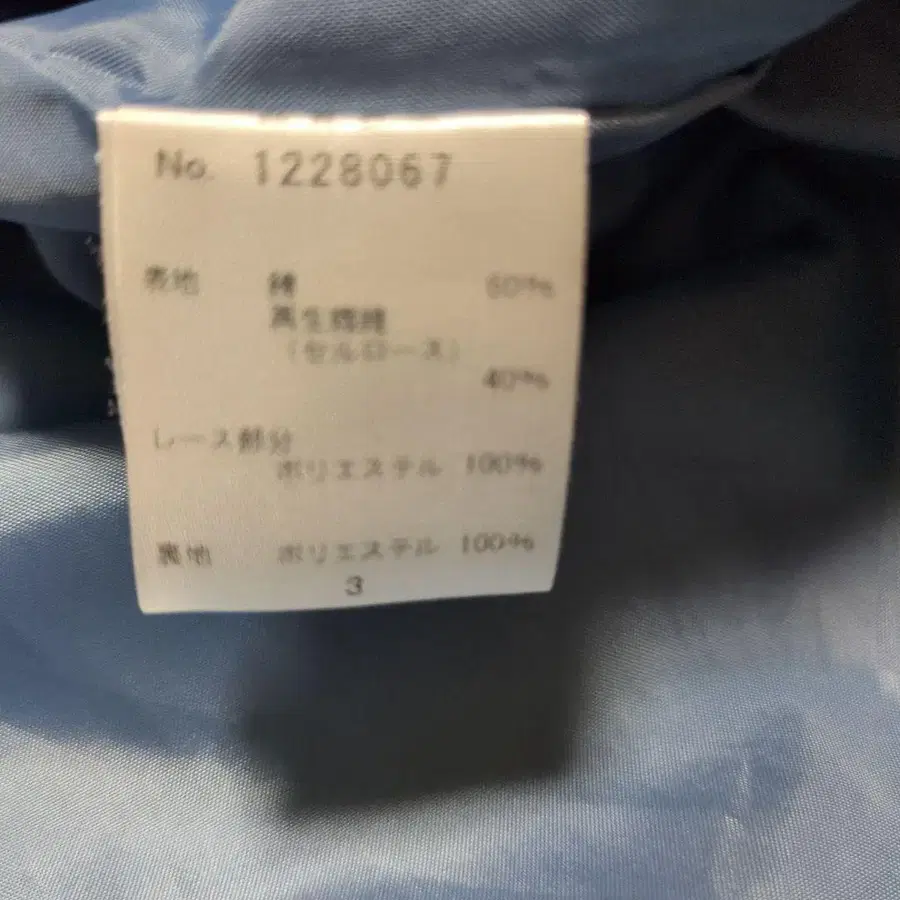 No. 1228067
表地 綿 60%
再生繊維
(セルロース)
40%
レース部分
ポリエステル 100%
裏地 ポリエステル 100%
3